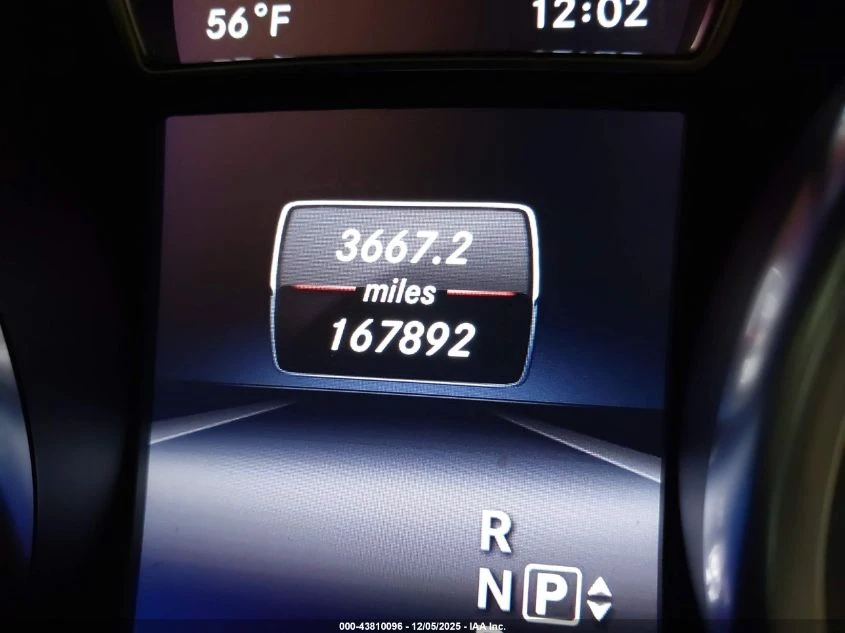 56°F 12:02
3667.2
miles
167892
R
N P
000-43810096 - 12/05/2025 - IAA Inc.